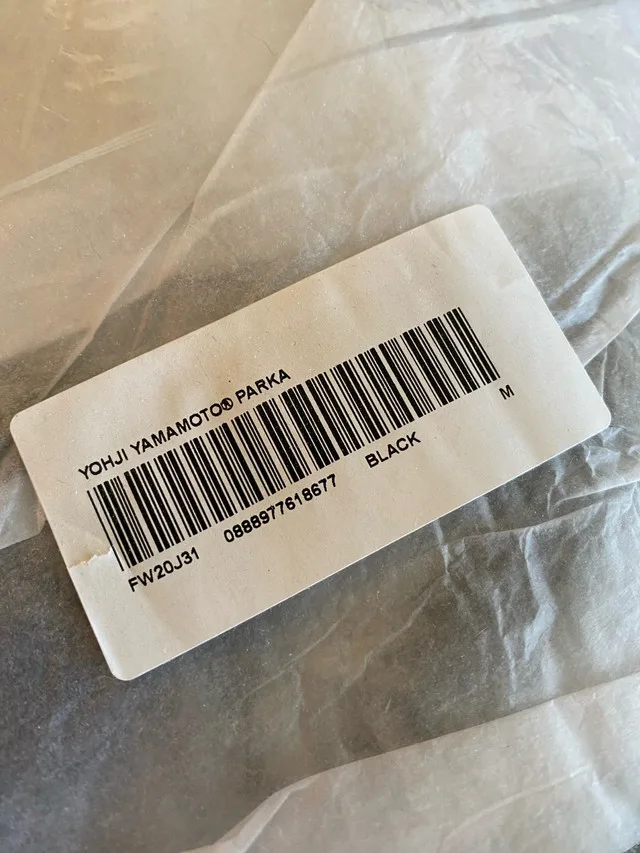 YOHJI YAMAMOTO® PARKA
FW20J31 0888977618677 BLACK M